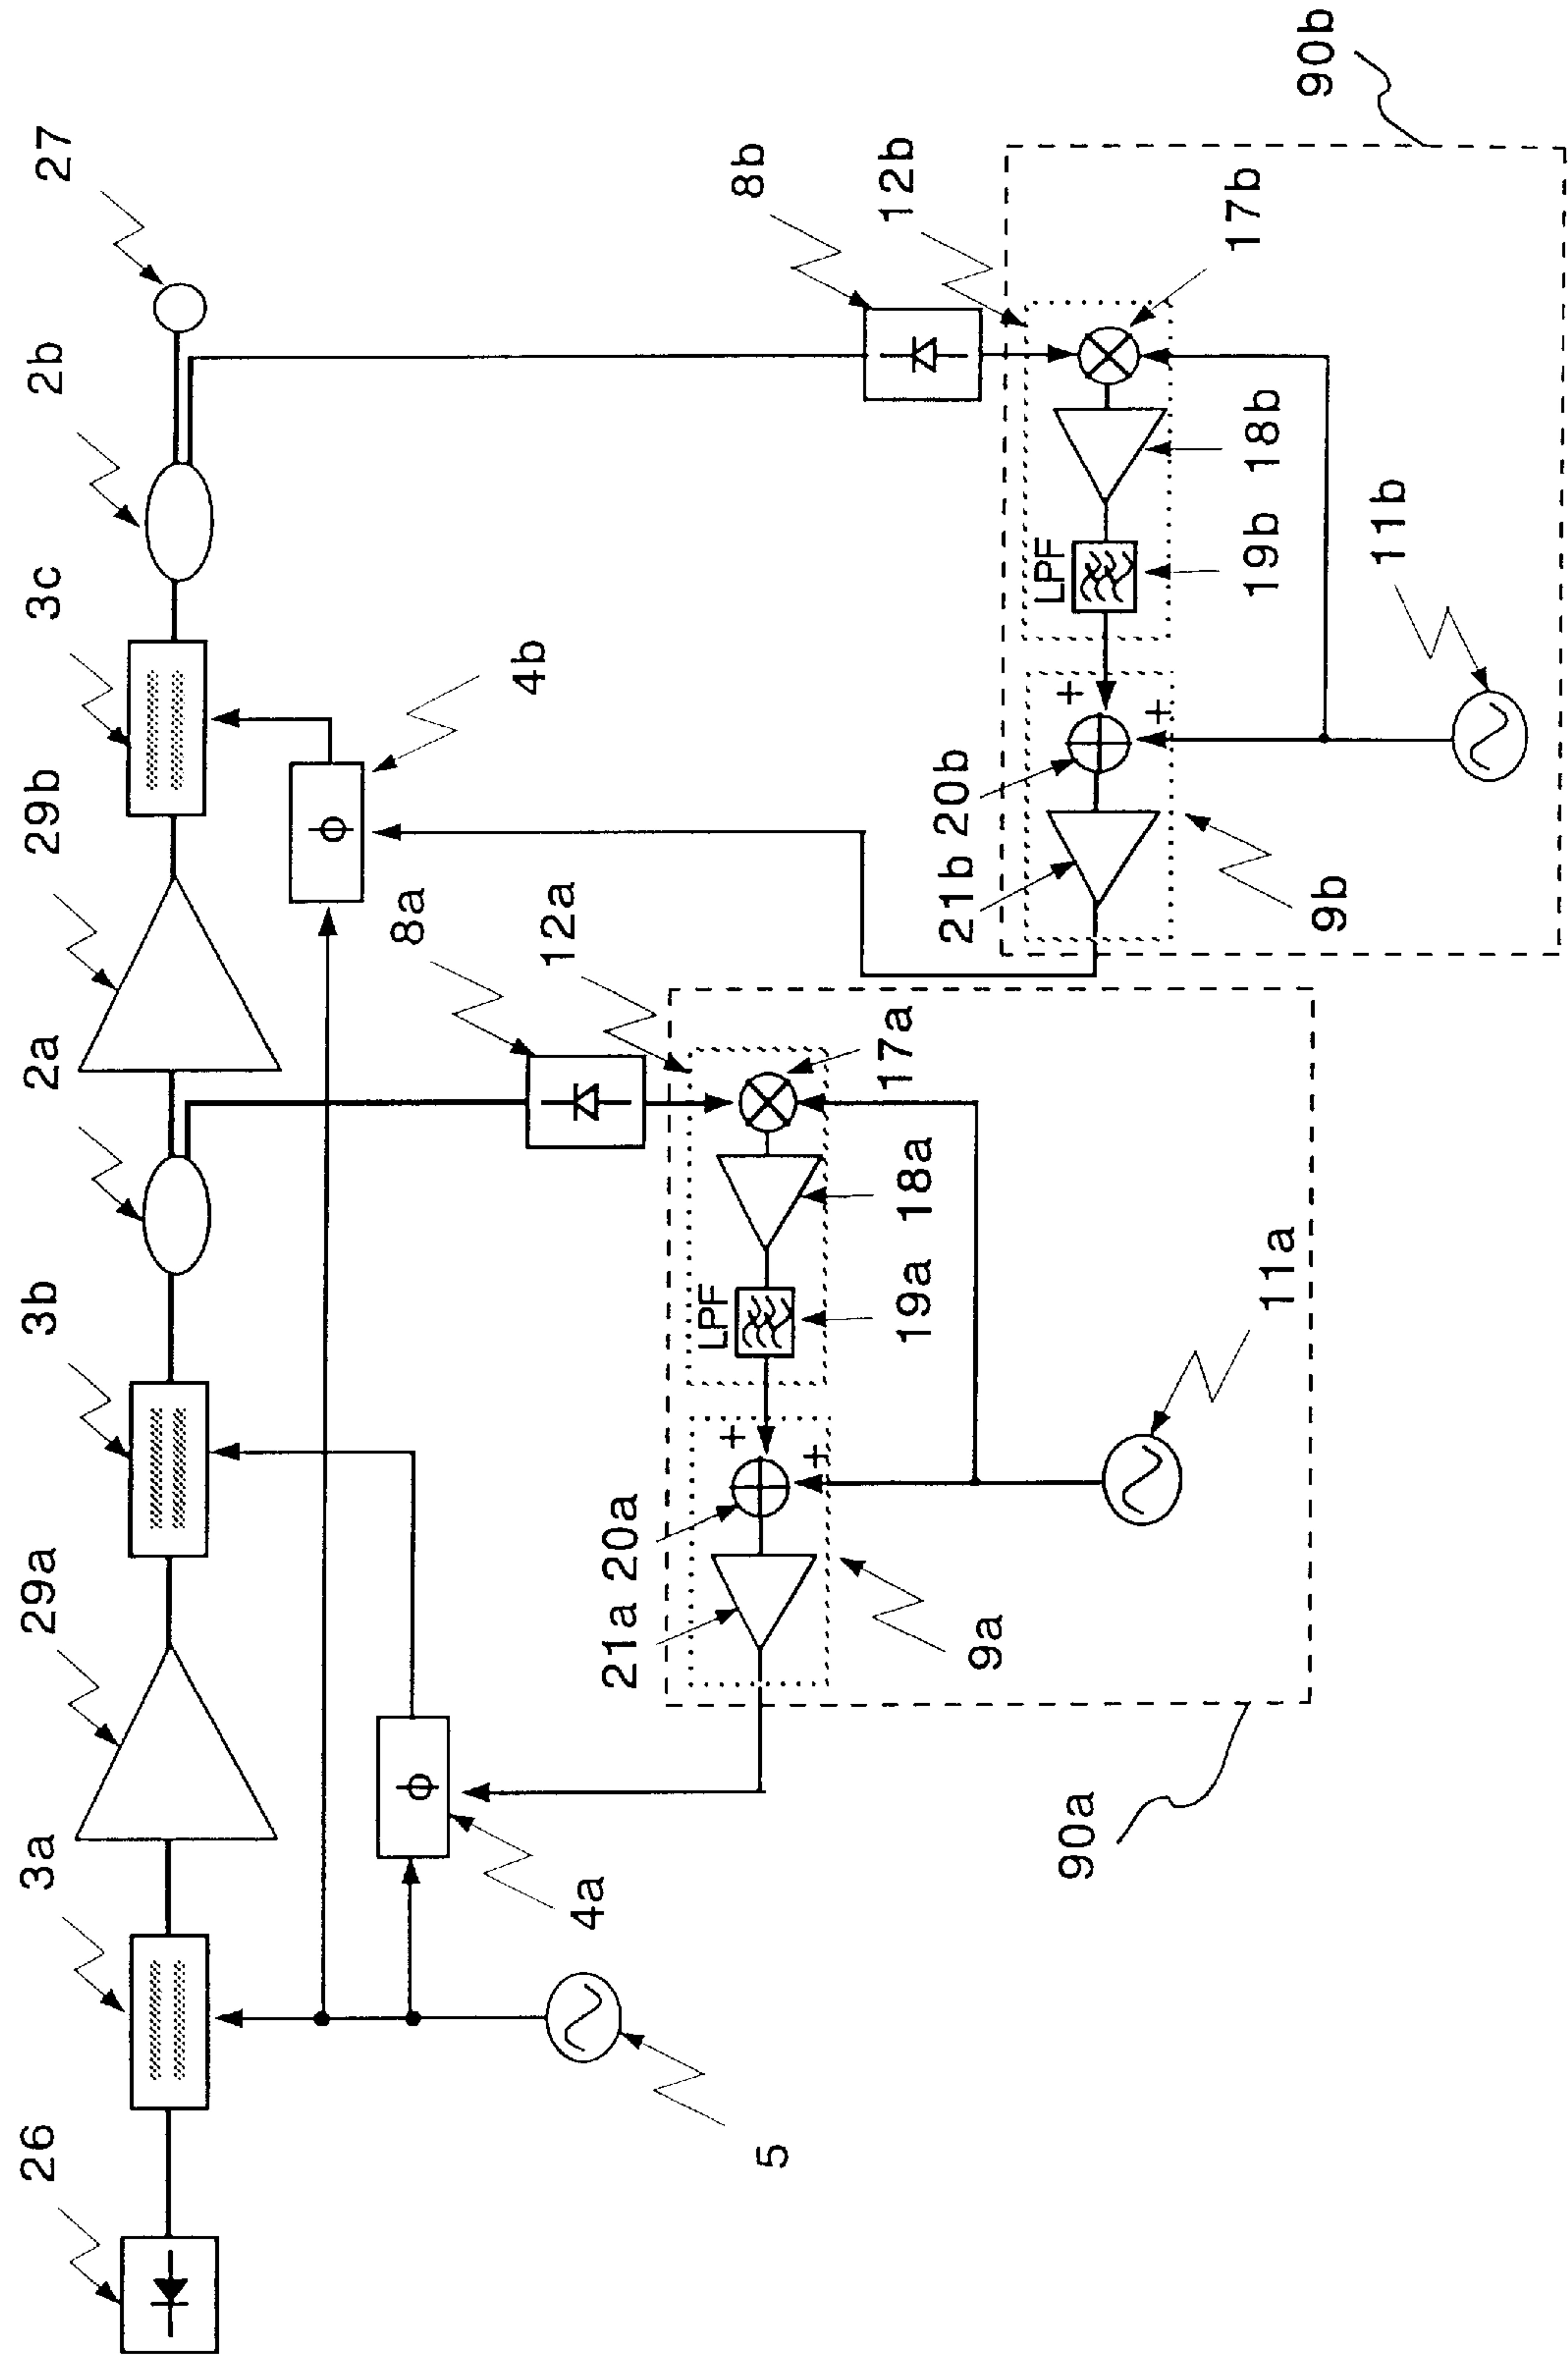 26
3a
29a
3b
2a
29b
3c
2b
27
5
4a
φ
φ
4b
8a
12a
17a
18a
LPF
19a
+
+
20a
21a
9a
11a
90a
8b
12b
17b
18b
LPF
19b
+
+
20b
21b
9b
11b
90b